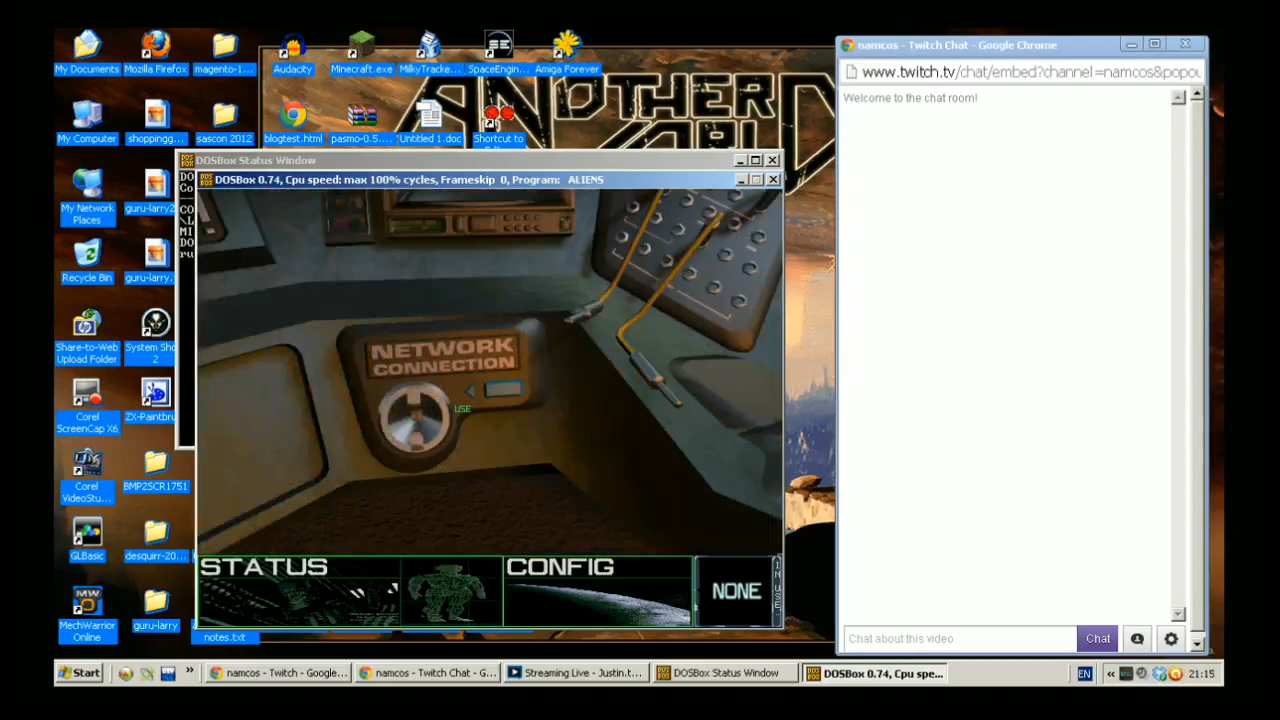 My Documents
Mozilla Firefox
magento-1...
Audacity
Minecraft.exe
MilkyTracke...
SpaceEngin...
Amiga Forever
ANOTHER
My Computer
shoppingg...
sascon 2012
blogtest.html
pasmo-0.5....
Untitled 1.doc
Shortcut to
DOSBox Status Window
DOSBox 0.74, Cpu speed: max 100% cycles, Frameskip 0, Program: ALIENS
My Network
Places
guru-larry2
Recycle Bin
guru-larry.
Share-to-Web
Upload Folder
System Sho
2
Corel
ScreenCap X6
ZX-Paintbru
Corel
VideoStu...
BMP2SCR1751
GLBasic
desquirr-20...
MechWarrior
Online
guru-larry
notes.txt
NETWORK
CONNECTION
USE
STATUS
CONFIG
NONE
IN USE
namcos - Twitch Chat - Google Chrome
www.twitch.tv/chat/embed?channel=namcos&popou
Welcome to the chat room!
Chat about this video
Chat
Start
namcos - Twitch - Google...
namcos - Twitch Chat - G...
Streaming Live - Justin.t...
DOSBox Status Window
DOSBox 0.74, Cpu spe...
EN
21:15